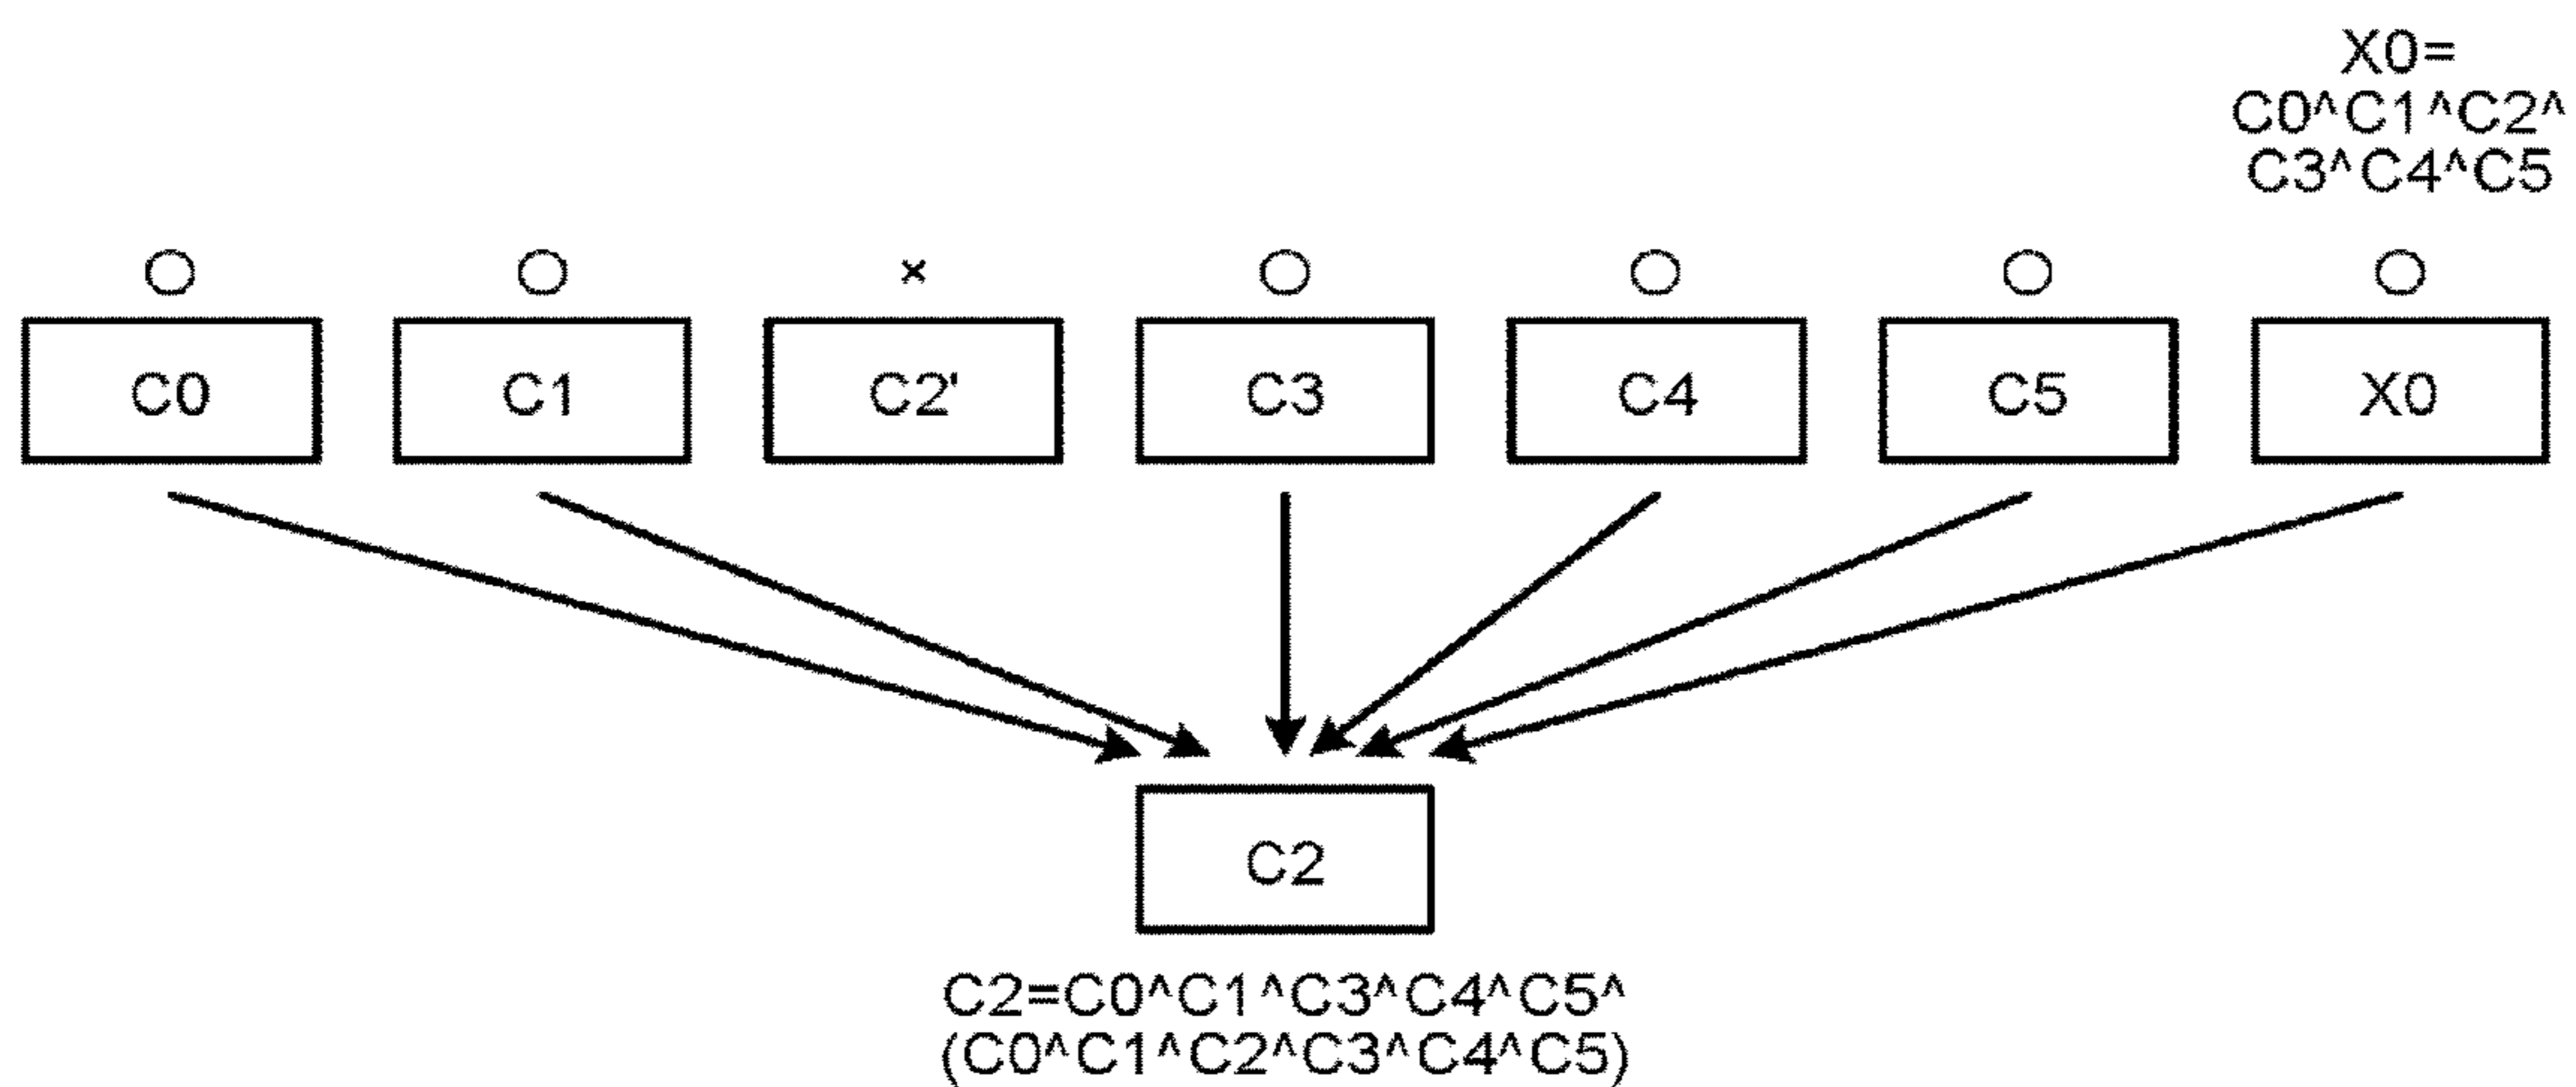 X0=
C0^C1^C2^
C3^C4^C5
○ ○ × ○ ○ ○ ○
C0 C1 C2' C3 C4 C5 X0
C2
C2=C0^C1^C3^C4^C5^
(C0^C1^C2^C3^C4^C5)